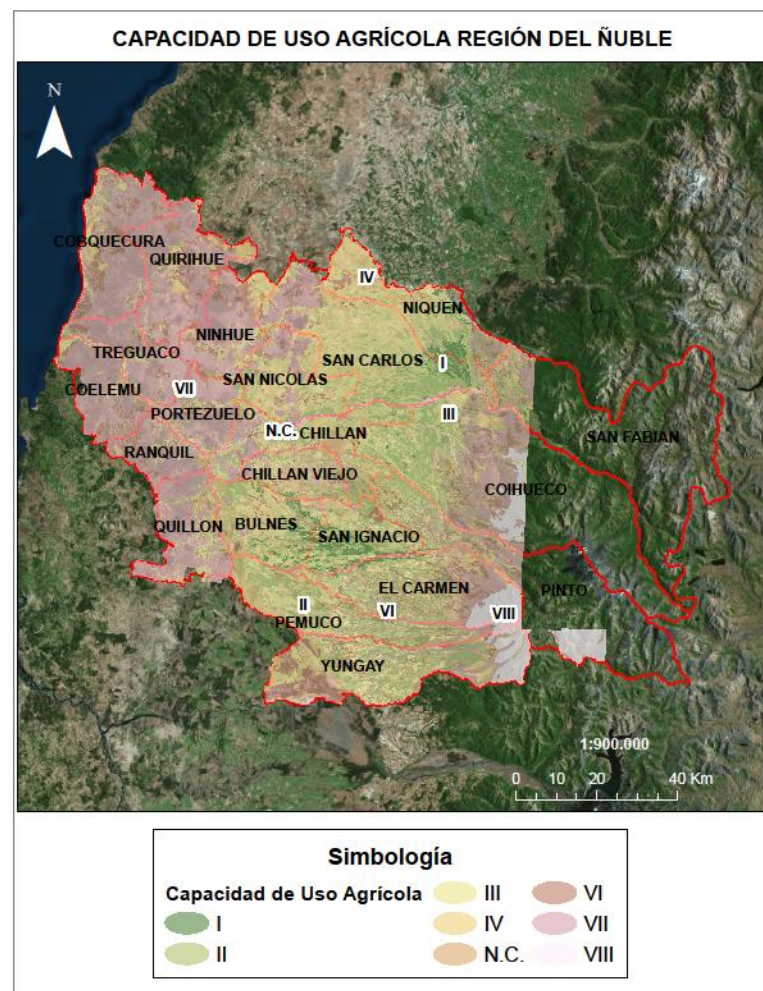 CAPACIDAD DE USO AGRÍCOLA REGIÓN DEL ÑUBLE
N
COBQUECURA
QUIRIHUE
IV
NIQUEN
NINHUE
TREGUACO
SAN CARLOS
I
SAN NICOLAS
COELEMU
VII
PORTEZUELO
III
N.C.
CHILLAN
SAN FABIAN
RANQUIL
CHILLAN VIEJO
COIHUECO
QUILLON
BULNES
SAN IGNACIO
EL CARMEN
PINTO
II
VI
VIII
PEMUCO
YUNGAY
1:900.000
0 10 20 40 Km
Simbología
Capacidad de Uso Agrícola
I
II
III
IV
N.C.
VI
VII
VIII